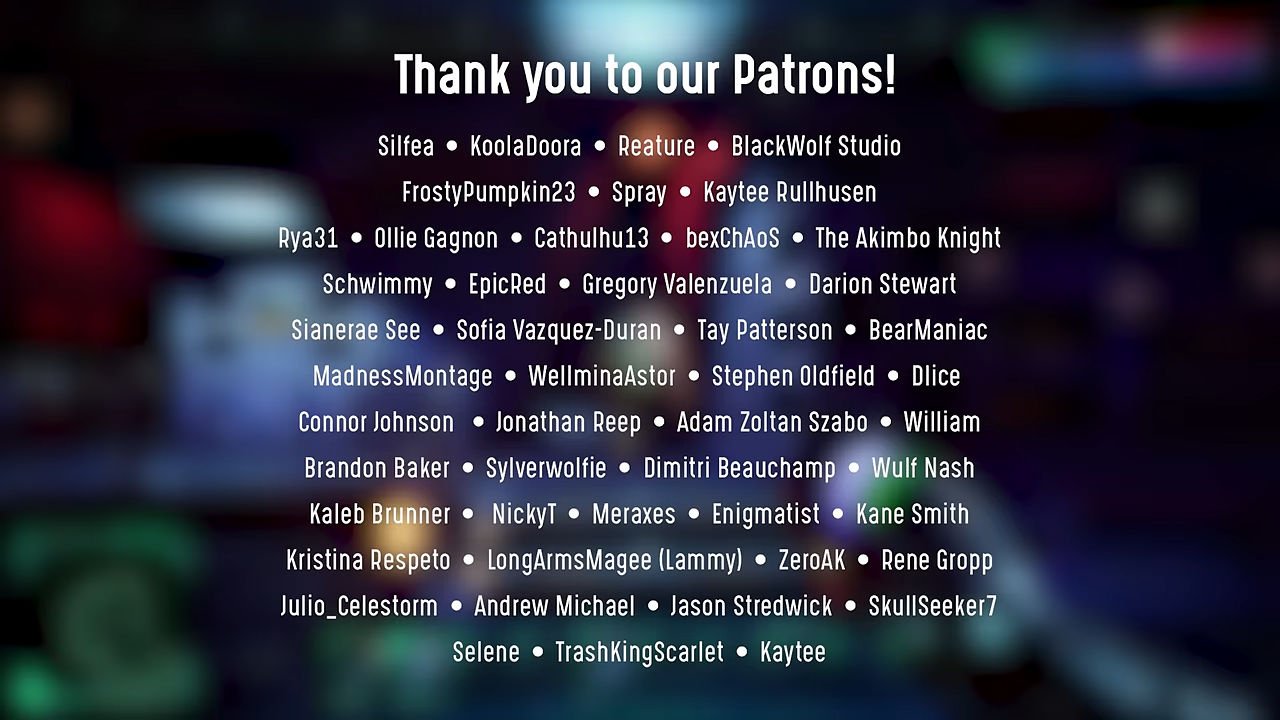 Thank you to our Patrons!
Silfea • KoolaDoora • Reature • BlackWolf Studio
FrostyPumpkin23 • Spray • Kaytee Rullhusen
Rya31 • Ollie Gagnon • Cathulhu13 • bexChAoS • The Akimbo Knight
Schwimmy • EpicRed • Gregory Valenzuela • Darion Stewart
Sianerae See • Sofia Vazquez-Duran • Tay Patterson • BearManiac
MadnessMontage • WellminaAstor • Stephen Oldfield • Dlice
Connor Johnson • Jonathan Reep • Adam Zoltan Szabo • William
Brandon Baker • Sylverwolfie • Dimitri Beauchamp • Wulf Nash
Kaleb Brunner • NickyT • Meraxes • Enigmatist • Kane Smith
Kristina Respeto • LongArmsMagee (Lammy) • ZeroAK • Rene Gropp
Julio_Celestorm • Andrew Michael • Jason Stredwick • SkullSeeker7
Selene • TrashKingScarlet • Kaytee